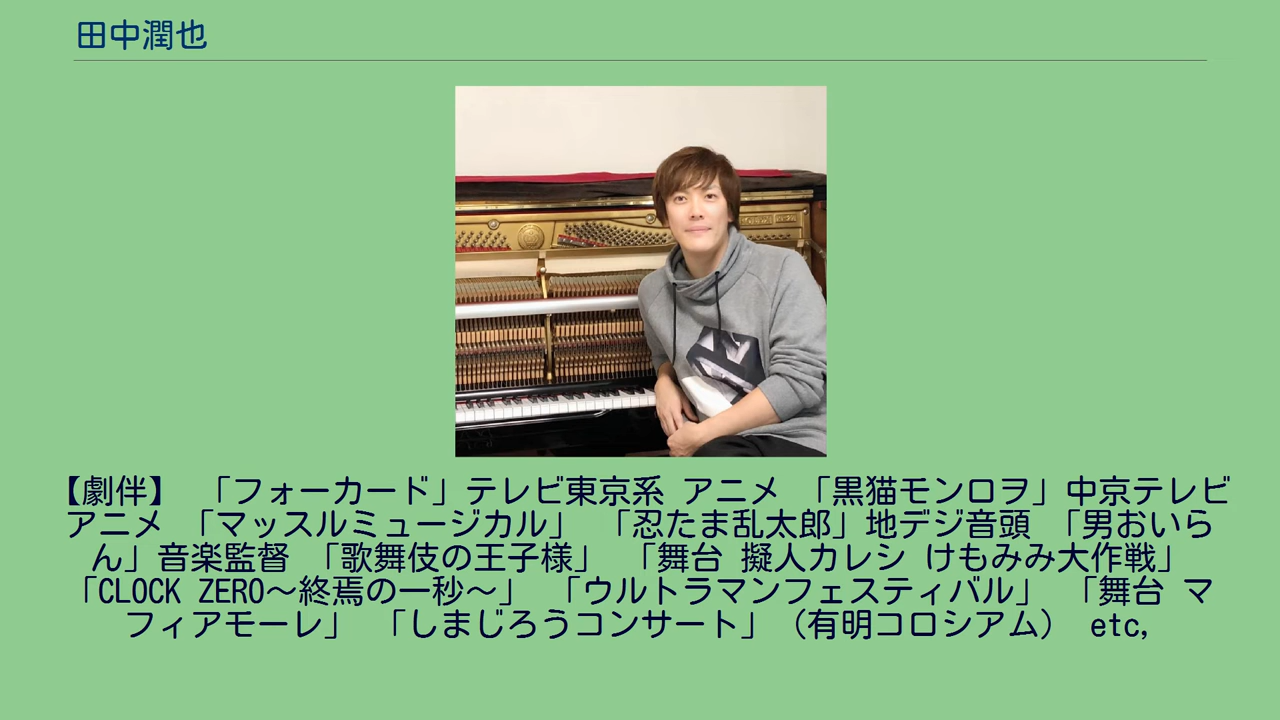 田中潤也
【劇伴】 「フォーカード」テレビ東京系 アニメ 「黒猫モンロヲ」中京テレビ
アニメ 「マッスルミュージカル」 「忍たま乱太郎」地デジ音頭 「男おいら
ん」音楽監督 「歌舞伎の王子様」 「舞台 擬人カレシ けもみみ大作戦」
「CLOCK ZERO～終焉の一秒～」 「ウルトラマンフェスティバル」 「舞台 マ
フィアモーレ」 「しまじろうコンサート」（有明コロシアム） etc,